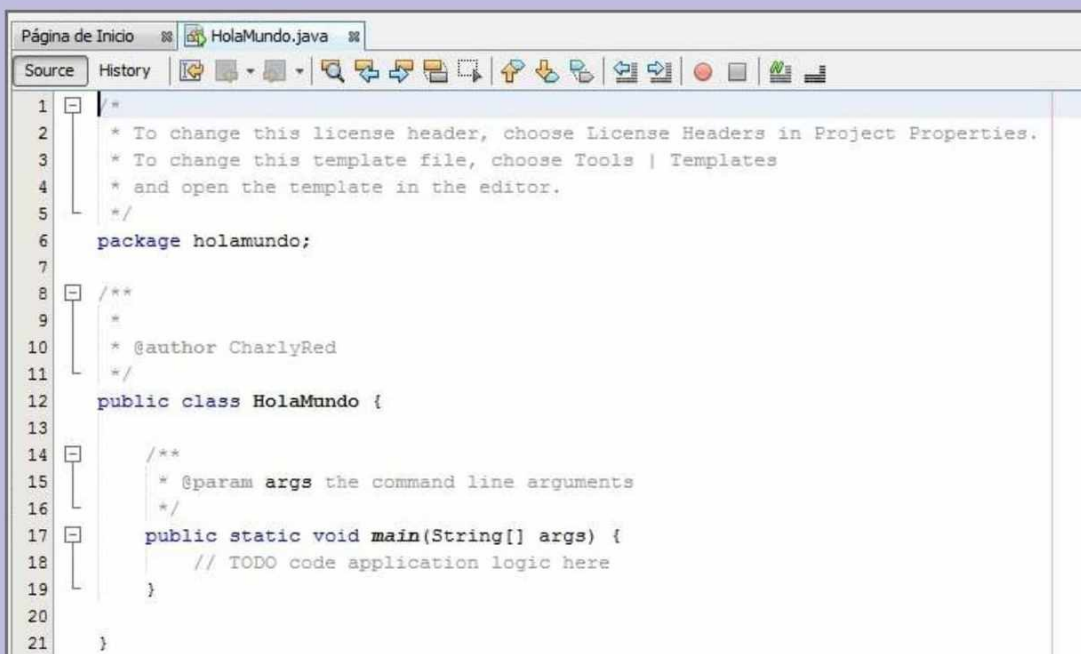 Página de Inicio HolaMundo.java
Source History
1 /*
2 * To change this license header, choose License Headers in Project Properties.
3 * To change this template file, choose Tools | Templates
4 * and open the template in the editor.
5 */
6 package holamundo;
7
8 /**
9 *
10 * @author CharlyRed
11 */
12 public class HolaMundo {
13
14 /**
15 * @param args the command line arguments
16 */
17 public static void main(String[] args) {
18 // TODO code application logic here
19 }
20
21 }